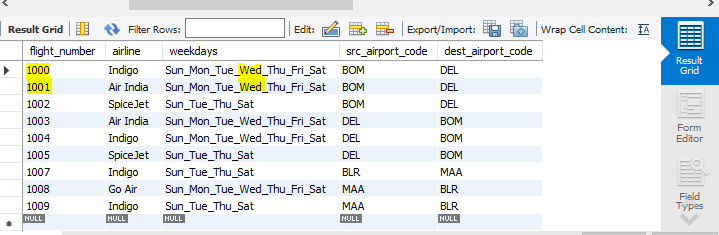 Result Grid Filter Rows: Edit: Export/Import: Wrap Cell Content: IA
flight_number airline weekdays src_airport_code dest_airport_code
1000 Indigo Sun_Mon_Tue_Wed_Thu_Fri_Sat BOM DEL
1001 Air India Sun_Mon_Tue_Wed_Thu_Fri_Sat BOM DEL
1002 SpiceJet Sun_Tue_Thu_Sat BOM DEL
1003 Air India Sun_Mon_Tue_Wed_Thu_Fri_Sat DEL BOM
1004 Indigo Sun_Mon_Tue_Wed_Thu_Fri_Sat DEL BOM
1005 SpiceJet Sun_Tue_Thu_Sat DEL BOM
1007 Indigo Sun_Tue_Thu_Sat BLR MAA
1008 Go Air Sun_Mon_Tue_Wed_Thu_Fri_Sat MAA BLR
1009 Indigo Sun_Tue_Thu_Sat MAA BLR
NULL NULL NULL NULL NULL
Result
Grid
Form
Editor
Field
Types